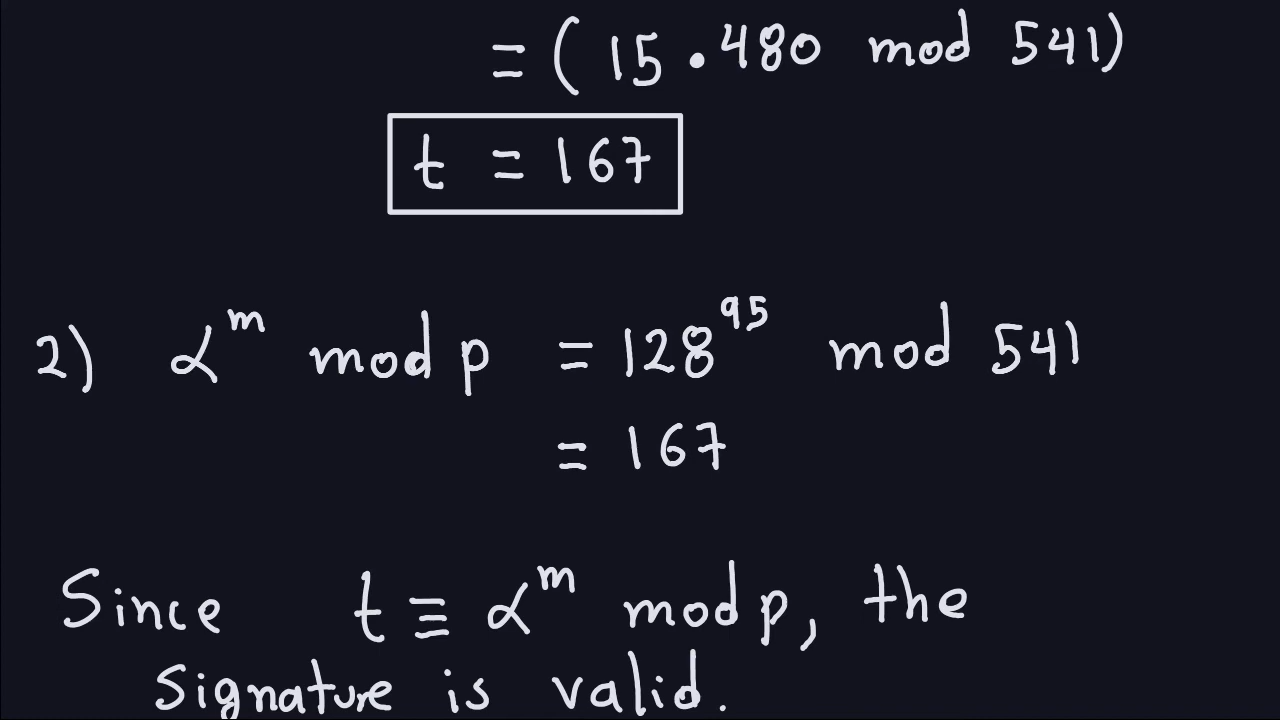 = ( 15 • 480 mod 541)
t = 167
2) α^m mod p = 128^95 mod 541
= 167
Since t ≡ α^m mod p, the
signature is valid.